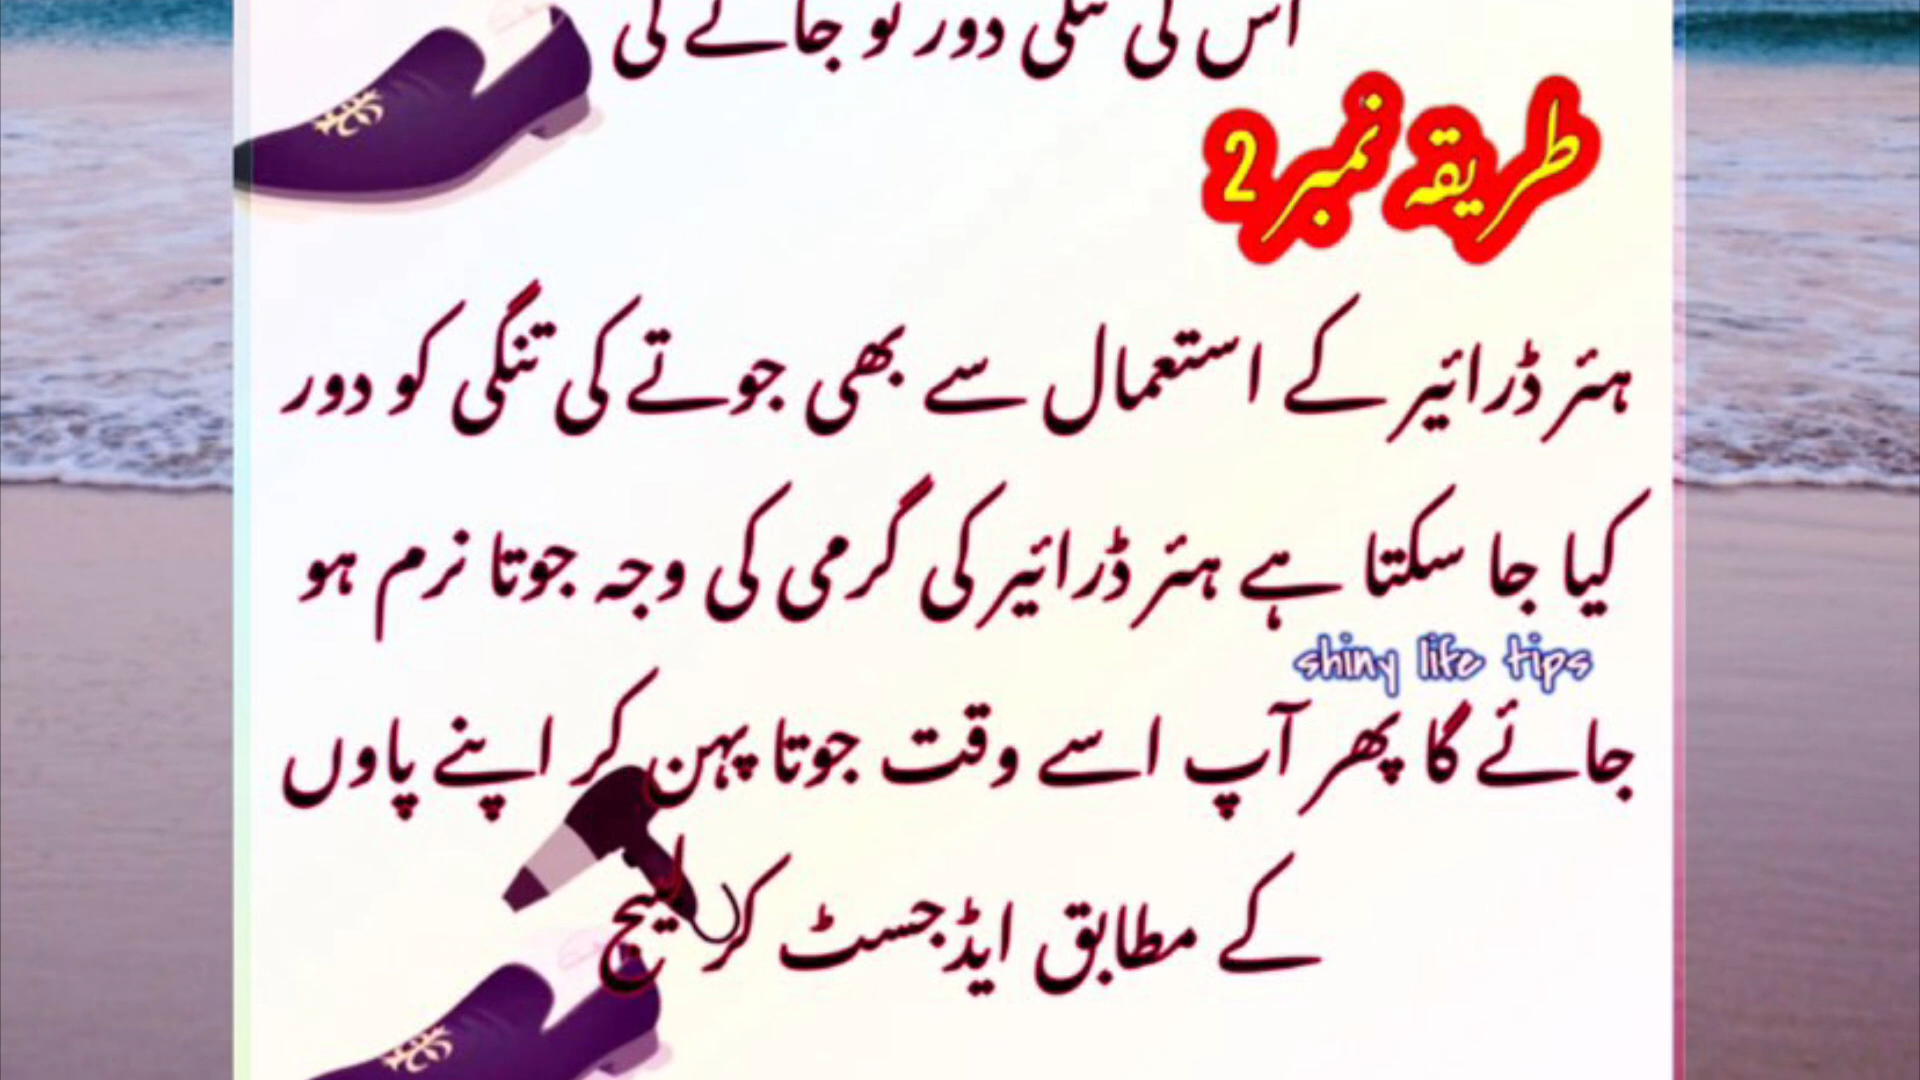 اس کی تنگی دور ہو جائے گی
طریقہ نمبر 2
ہئر ڈرائیر کے استعمال سے بھی جوتے کی تنگی کو دور
کیا جا سکتا ہے ہئر ڈرائیر کی گرمی کی وجہ جوتا نرم ہو
shiny life tips
جائے گا پھر آپ اسے وقت جوتا پہن کر اپنے پاوں
کے مطابق ایڈجسٹ کر لیجیے